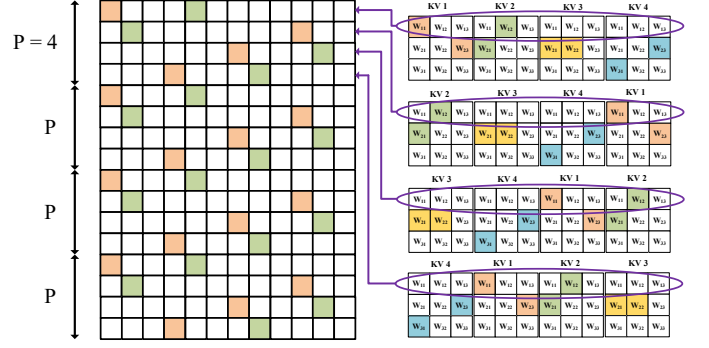 P = 4
P
P
P
KV 1 KV 2 KV 3 KV 4
W11 W12 W13 W11 W12 W13 W11 W12 W13 W11 W12 W13
W21 W22 W23 W21 W22 W23 W21 W22 W23 W21 W22 W23
W31 W32 W33 W31 W32 W33 W31 W32 W33 W31 W32 W33
KV 2 KV 3 KV 4 KV 1
W11 W12 W13 W11 W12 W13 W11 W12 W13 W11 W12 W13
W21 W22 W23 W21 W22 W23 W21 W22 W23 W21 W22 W23
W31 W32 W33 W31 W32 W33 W31 W32 W33 W31 W32 W33
KV 3 KV 4 KV 1 KV 2
W11 W12 W13 W11 W12 W13 W11 W12 W13 W11 W12 W13
W21 W22 W23 W21 W22 W23 W21 W22 W23 W21 W22 W23
W31 W32 W33 W31 W32 W33 W31 W32 W33 W31 W32 W33
KV 4 KV 1 KV 2 KV 3
W11 W12 W13 W11 W12 W13 W11 W12 W13 W11 W12 W13
W21 W22 W23 W21 W22 W23 W21 W22 W23 W21 W22 W23
W31 W32 W33 W31 W32 W33 W31 W32 W33 W31 W32 W33